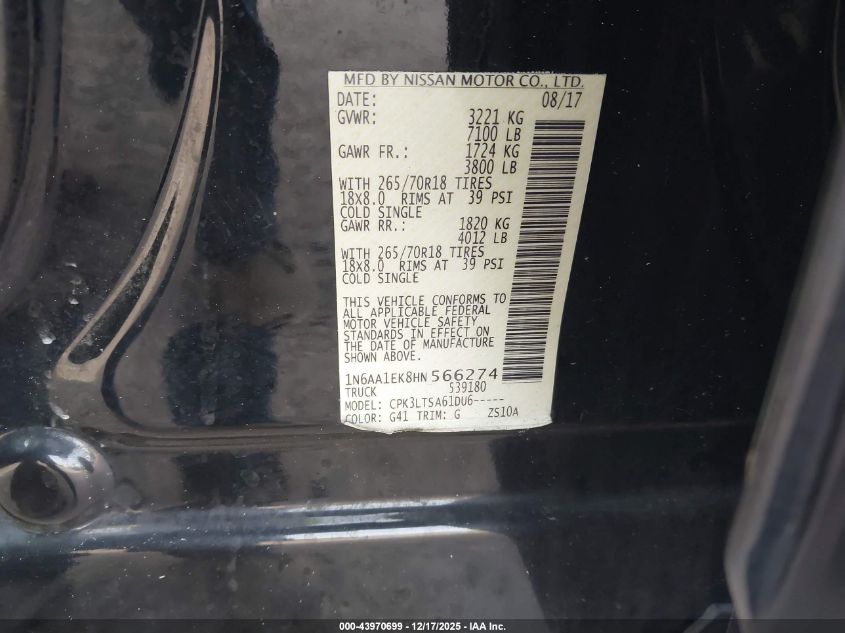 MFD BY NISSAN MOTOR CO., LTD.
DATE: 08/17
GVWR: 3221 KG
7100 LB
GAWR FR.: 1724 KG
3800 LB
WITH 265/70R18 TIRES
18X8.0 RIMS AT 39 PSI
COLD SINGLE
GAWR RR.: 1820 KG
4012 LB
WITH 265/70R18 TIRES
18X8.0 RIMS AT 39 PSI
COLD SINGLE
THIS VEHICLE CONFORMS TO
ALL APPLICABLE FEDERAL
MOTOR VEHICLE SAFETY
STANDARDS IN EFFECT ON
THE DATE OF MANUFACTURE
SHOWN ABOVE.
1N6AA1EK8HN566274
TRUCK 539180
MODEL: CPK3LTSA61DU6-----
COLOR: G41 TRIM: G ZS10A
000-43970699 | 12/17/2025 - IAA Inc.